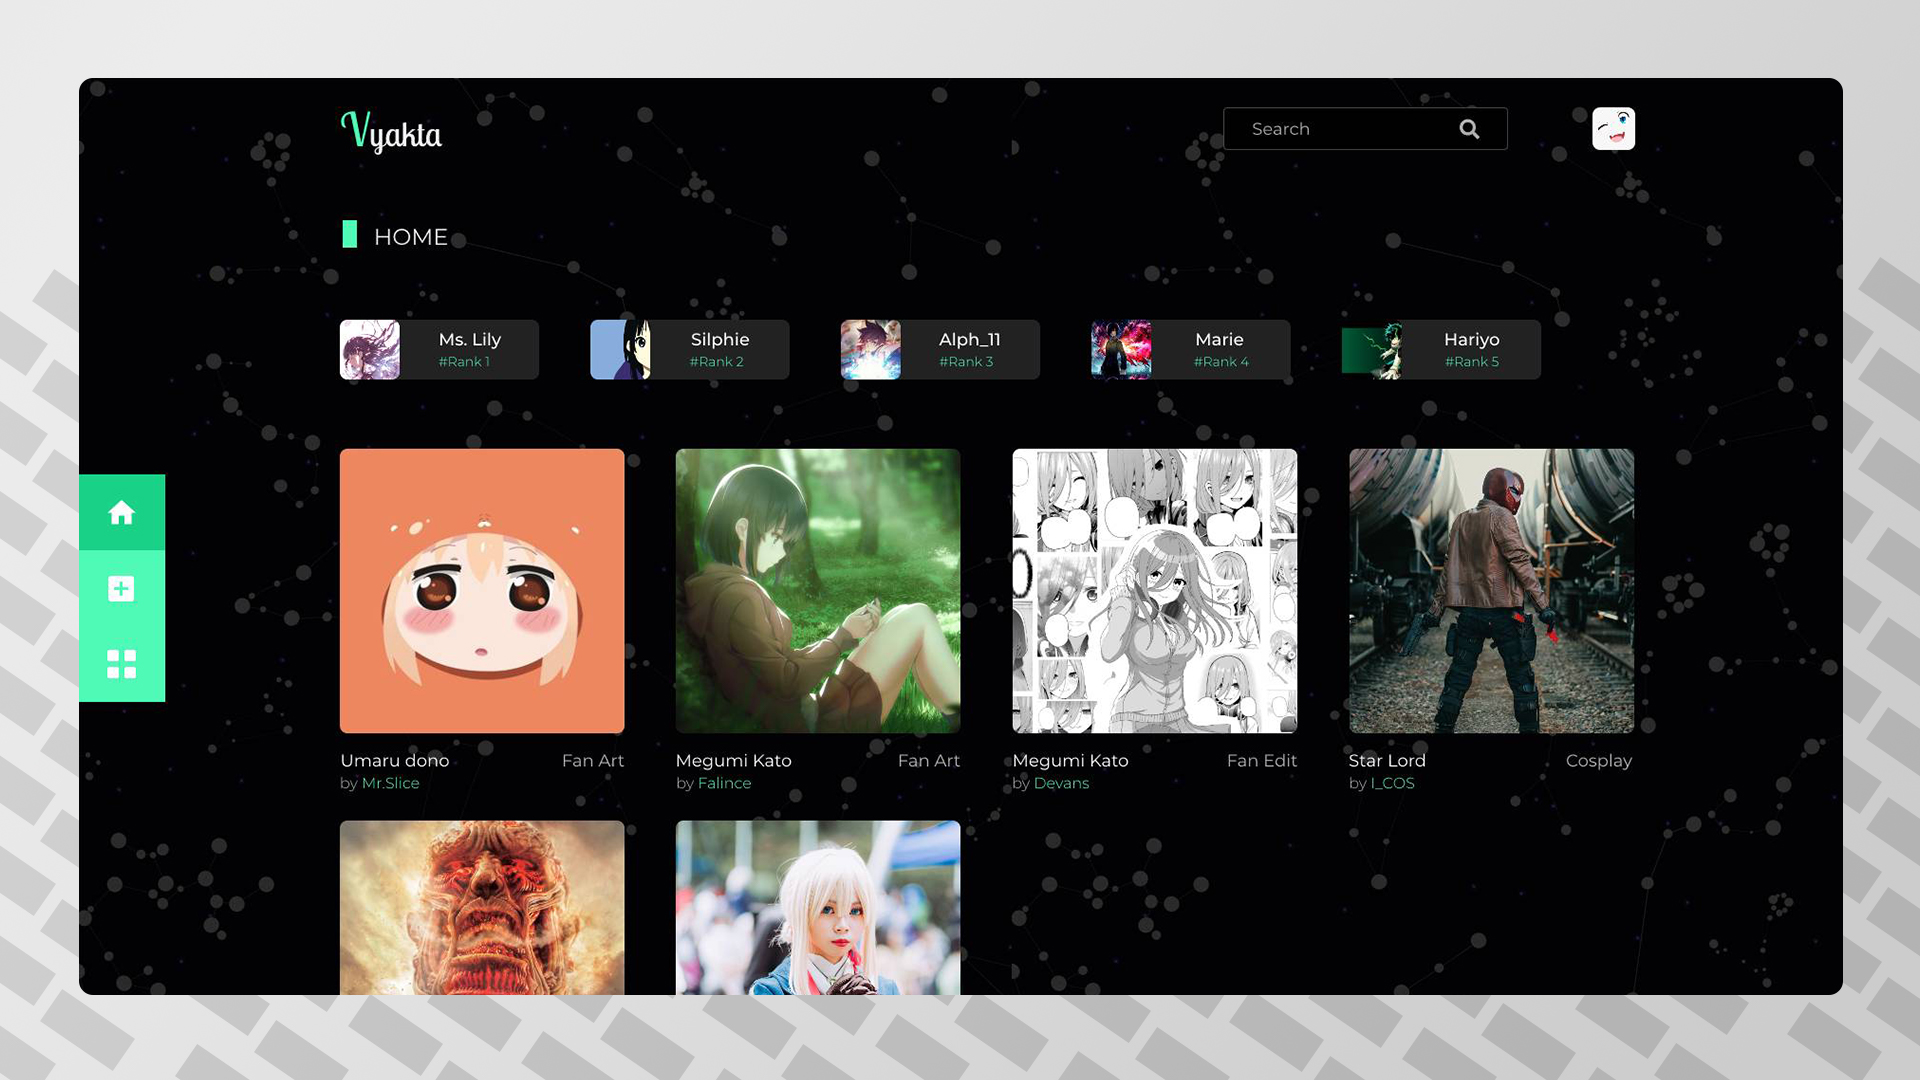 Vyakta
Search
HOME
Ms. Lily
#Rank 1
Silphie
#Rank 2
Alph_11
#Rank 3
Marie
#Rank 4
Hariyo
#Rank 5
Umaru dono
Fan Art
by Mr.Slice
Megumi Kato
Fan Art
by Falince
Megumi Kato
Fan Edit
by Devans
Star Lord
Cosplay
by I_COS